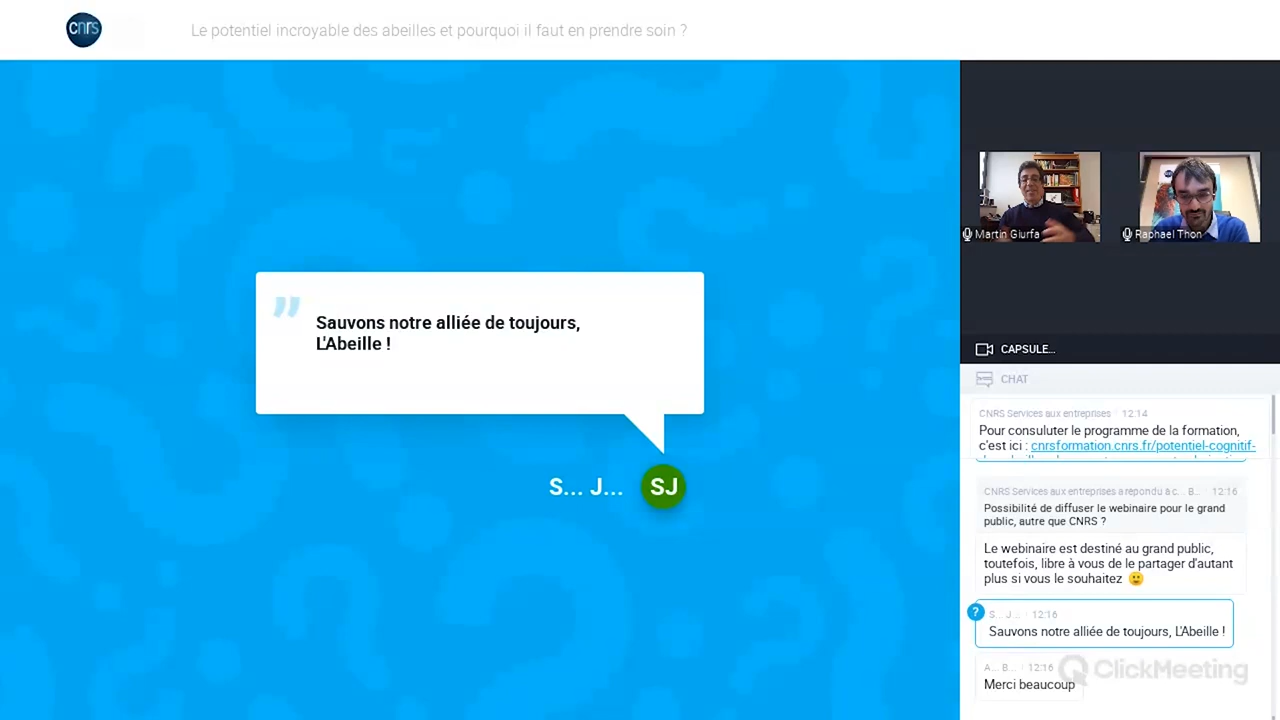 cnrs
Le potentiel incroyable des abeilles et pourquoi il faut en prendre soin ?
Sauvons notre alliée de toujours,
L'Abeille !
S... J...
SJ
Martin Giurfa
Raphael Thon
CAPSULE...
CHAT
CNRS Services aux entreprises 12:14
Pour consuluter le programme de la formation,
c'est ici : cnrsformation.cnrs.fr/potentiel-cognitif-
CNRS Services aux entreprises a répondu à c... B... 12:16
Possibilité de diffuser le webinaire pour le grand
public, autre que CNRS ?
Le webinaire est destiné au grand public,
toutefois, libre à vous de le partager d'autant
plus si vous le souhaitez 🙂
?
S... J... 12:16
Sauvons notre alliée de toujours, L'Abeille !
A... B... 12:16
Merci beaucoup
ClickMeeting